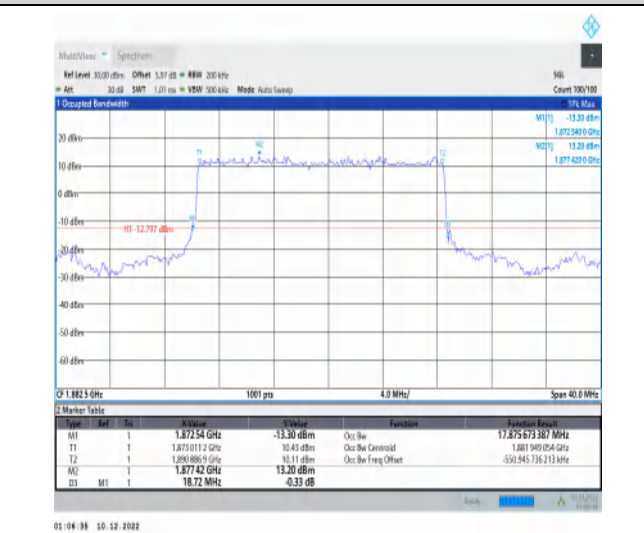 MultiView Spectrum
Ref Level 30.00 dBm Offset 5.37 dB RBW 200 kHz SGL
Att 30 dB SWT 1.01 ms VBW 500 kHz Mode Auto Sweep Count 100/100
1 Occupied Bandwidth 1Pk Max
M1[1] -13.30 dBm
1.872 540 0 GHz
M2[1] 13.20 dBm
1.877 420 0 GHz
20 dBm
10 dBm
0 dBm
-10 dBm
H1 -12.797 dBm
-20 dBm
-30 dBm
-40 dBm
-50 dBm
-60 dBm
T1
M2
T2
CF 1.882 5 GHz 1001 pts 4.0 MHz/ Span 40.0 MHz
2 Marker Table
Type Ref Trc X-Value Y-Value Function Function Result
M1 1 1.872 54 GHz -13.30 dBm Occ Bw 17.875 673 387 MHz
T1 1 1.873 011 2 GHz 10.43 dBm Occ Bw Centroid 1.881 949 054 GHz
T2 1 1.890 886 9 GHz 10.11 dBm Occ Bw Freq Offset -550.945 736 213 kHz
M2 1 1.877 42 GHz 13.20 dBm
D3 M1 1 18.72 MHz -0.33 dB
01:06:35 10.12.2022